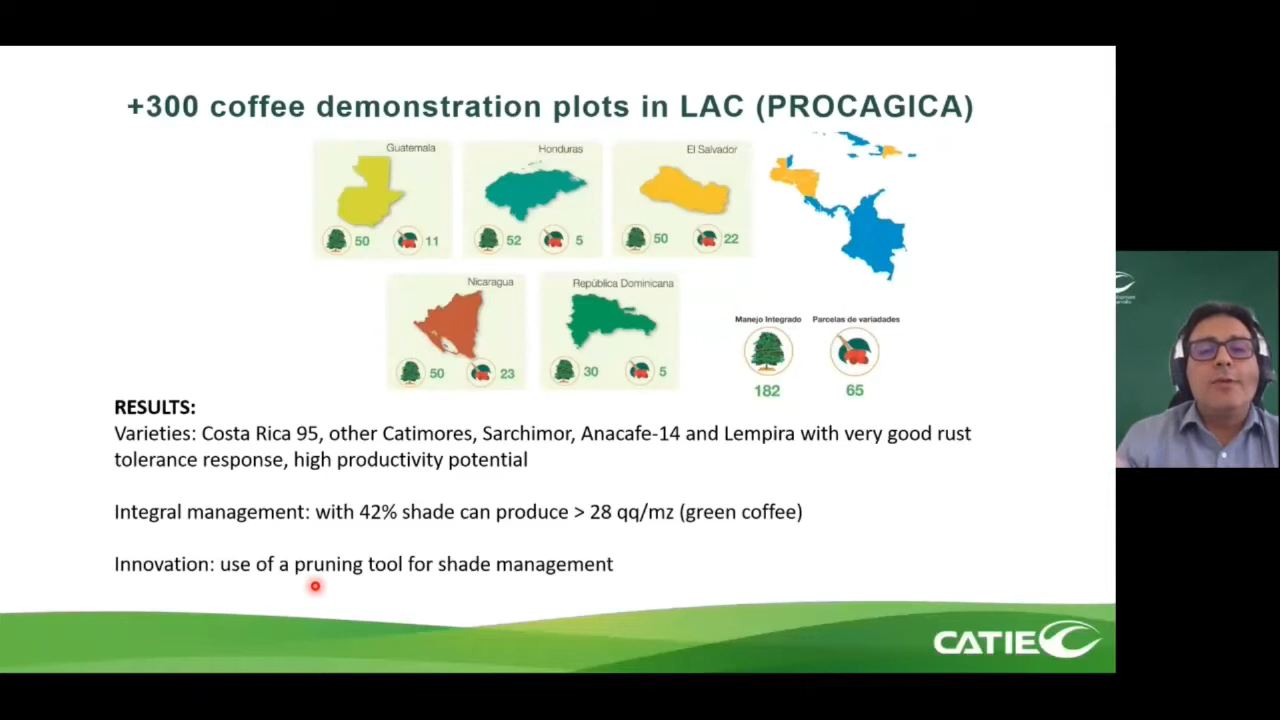 +300 coffee demonstration plots in LAC (PROCAGICA)
Guatemala
50 11
Honduras
52 5
El Salvador
50 22
Nicaragua
50 23
República Dominicana
30 5
Manejo Integrado
182
Parcelas de variadades
65
RESULTS:
Varieties: Costa Rica 95, other Catimores, Sarchimor, Anacafe-14 and Lempira with very good rust
tolerance response, high productivity potential
Integral management: with 42% shade can produce > 28 qq/mz (green coffee)
Innovation: use of a pruning tool for shade management
CATIE